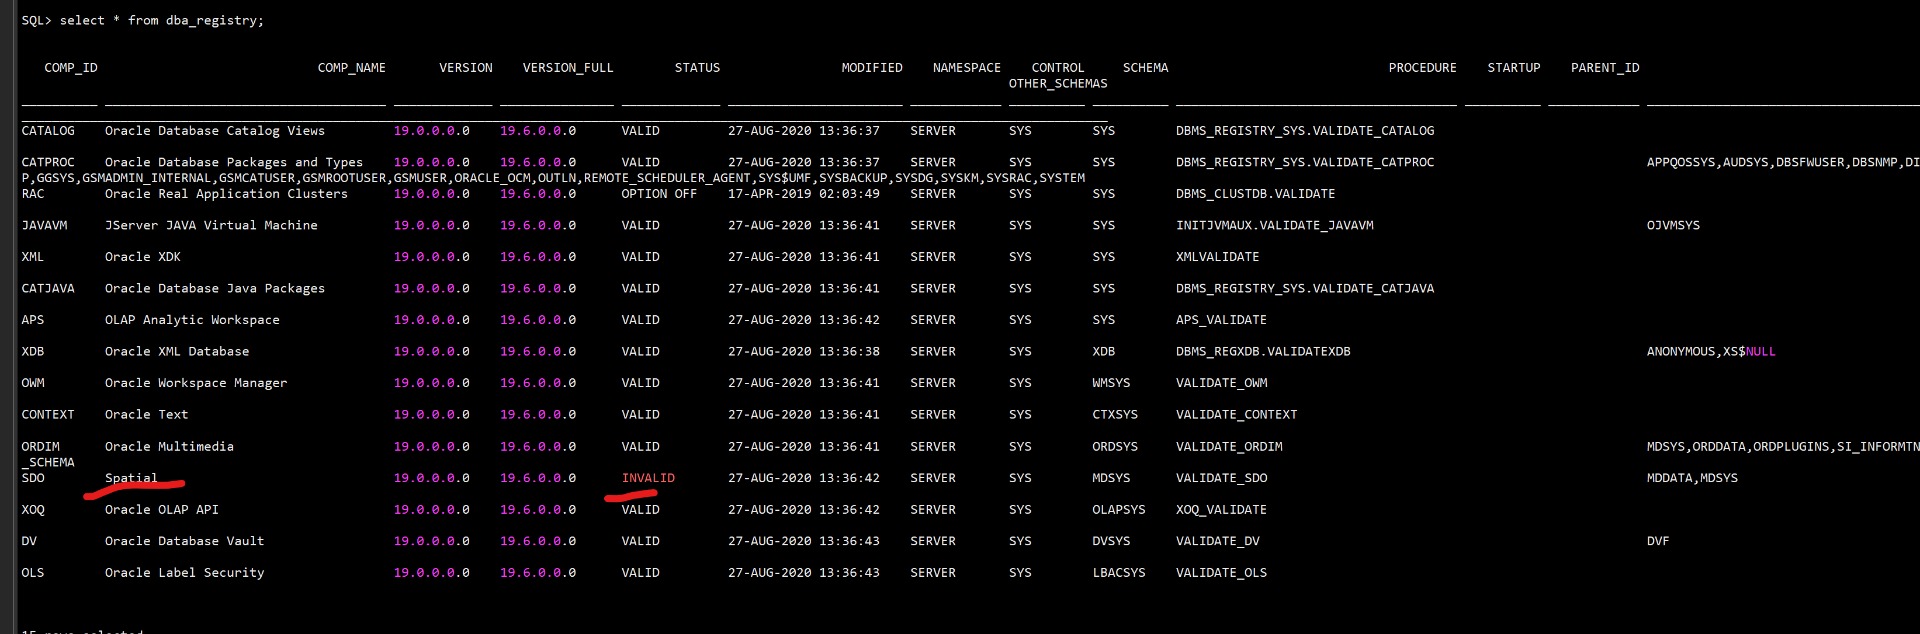 SQL> select * from dba_registry;
COMP_ID COMP_NAME VERSION VERSION_FULL STATUS MODIFIED NAMESPACE CONTROL SCHEMA PROCEDURE STARTUP PARENT_ID
OTHER_SCHEMAS
CATALOG Oracle Database Catalog Views 19.0.0.0.0 19.6.0.0.0 VALID 27-AUG-2020 13:36:37 SERVER SYS SYS DBMS_REGISTRY_SYS.VALIDATE_CATALOG
CATPROC Oracle Database Packages and Types 19.0.0.0.0 19.6.0.0.0 VALID 27-AUG-2020 13:36:37 SERVER SYS SYS DBMS_REGISTRY_SYS.VALIDATE_CATPROC APPQOSSYS,AUDSYS,DBSFWUSER,DBSNMP,DI
P,GGSYS,GSMADMIN_INTERNAL,GSMCATUSER,GSMROOTUSER,GSMUSER,ORACLE_OCM,OUTLN,REMOTE_SCHEDULER_AGENT,SYS$UMF,SYSBACKUP,SYSDG,SYSKM,SYSRAC,SYSTEM
RAC Oracle Real Application Clusters 19.0.0.0.0 19.6.0.0.0 OPTION OFF 17-APR-2019 02:03:49 SERVER SYS SYS DBMS_CLUSTDB.VALIDATE
JAVAVM JServer JAVA Virtual Machine 19.0.0.0.0 19.6.0.0.0 VALID 27-AUG-2020 13:36:41 SERVER SYS SYS INITJVMAUX.VALIDATE_JAVAVM OJVMSYS
XML Oracle XDK 19.0.0.0.0 19.6.0.0.0 VALID 27-AUG-2020 13:36:41 SERVER SYS SYS XMLVALIDATE
CATJAVA Oracle Database Java Packages 19.0.0.0.0 19.6.0.0.0 VALID 27-AUG-2020 13:36:41 SERVER SYS SYS DBMS_REGISTRY_SYS.VALIDATE_CATJAVA
APS OLAP Analytic Workspace 19.0.0.0.0 19.6.0.0.0 VALID 27-AUG-2020 13:36:42 SERVER SYS SYS APS_VALIDATE
XDB Oracle XML Database 19.0.0.0.0 19.6.0.0.0 VALID 27-AUG-2020 13:36:38 SERVER SYS XDB DBMS_REGXDB.VALIDATEXDB ANONYMOUS,XS$NULL
OWM Oracle Workspace Manager 19.0.0.0.0 19.6.0.0.0 VALID 27-AUG-2020 13:36:41 SERVER SYS WMSYS VALIDATE_OWM
CONTEXT Oracle Text 19.0.0.0.0 19.6.0.0.0 VALID 27-AUG-2020 13:36:41 SERVER SYS CTXSYS VALIDATE_CONTEXT
ORDIM Oracle Multimedia 19.0.0.0.0 19.6.0.0.0 VALID 27-AUG-2020 13:36:41 SERVER SYS ORDSYS VALIDATE_ORDIM MDSYS,ORDDATA,ORDPLUGINS,SI_INFORMTN
_SCHEMA
SDO Spatial 19.0.0.0.0 19.6.0.0.0 INVALID 27-AUG-2020 13:36:42 SERVER SYS MDSYS VALIDATE_SDO MDDATA,MDSYS
XOQ Oracle OLAP API 19.0.0.0.0 19.6.0.0.0 VALID 27-AUG-2020 13:36:42 SERVER SYS OLAPSYS XOQ_VALIDATE
DV Oracle Database Vault 19.0.0.0.0 19.6.0.0.0 VALID 27-AUG-2020 13:36:43 SERVER SYS DVSYS VALIDATE_DV DVF
OLS Oracle Label Security 19.0.0.0.0 19.6.0.0.0 VALID 27-AUG-2020 13:36:43 SERVER SYS LBACSYS VALIDATE_OLS